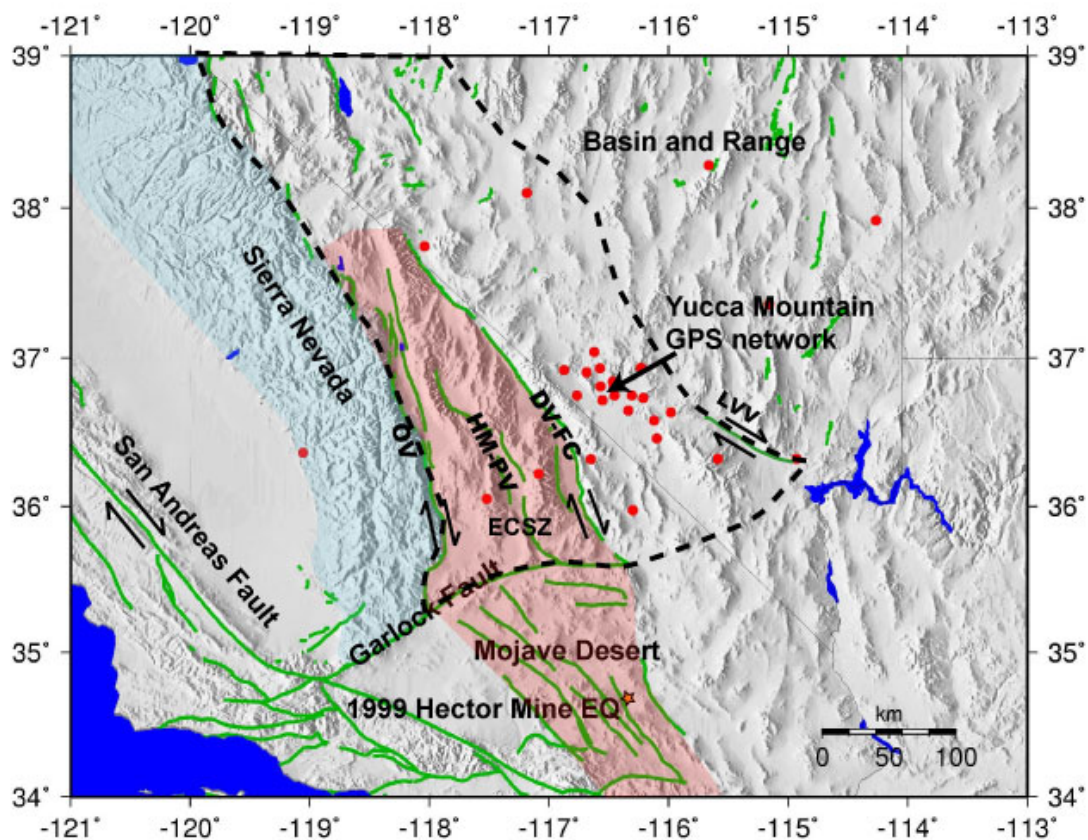 -121˚ -120˚ -119˚ -118˚ -117˚ -116˚ -115˚ -114˚ -113˚
39˚ 39˚
Basin and Range
38˚ 38˚
Sierra Nevada
Yucca Mountain
GPS network
37˚ 37˚
LVV
DV-FC
OV
HM-PV
San Andreas Fault
36˚ 36˚
ECSZ
Garlock Fault
35˚ 35˚
Mojave Desert
1999 Hector Mine EQ
km
0 50 100
34˚ 34˚
-121˚ -120˚ -119˚ -118˚ -117˚ -116˚ -115˚ -114˚ -113˚